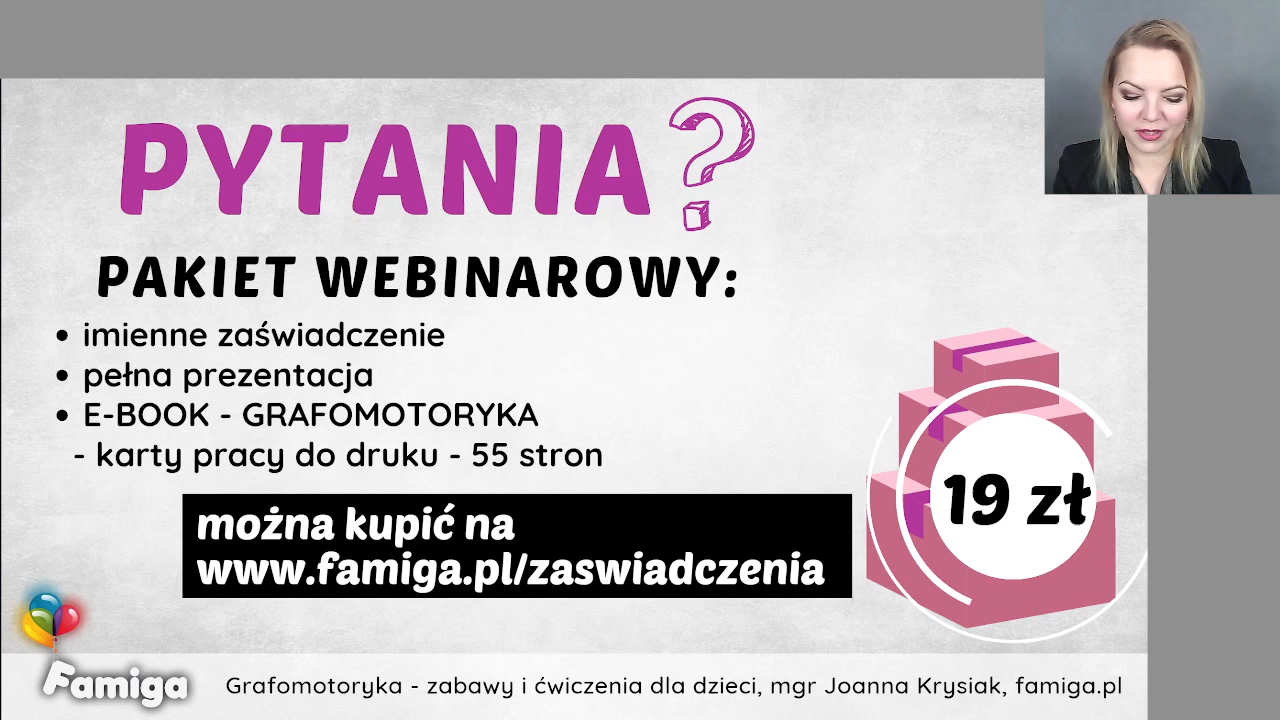 PYTANIA?
PAKIET WEBINAROWY:
• imienne zaświadczenie
• pełna prezentacja
• E-BOOK - GRAFOMOTORYKA
- karty pracy do druku - 55 stron
19 zł
można kupić na
www.famiga.pl/zaswiadczenia
Famiga
Grafomotoryka - zabawy i ćwiczenia dla dzieci, mgr Joanna Krysiak, famiga.pl